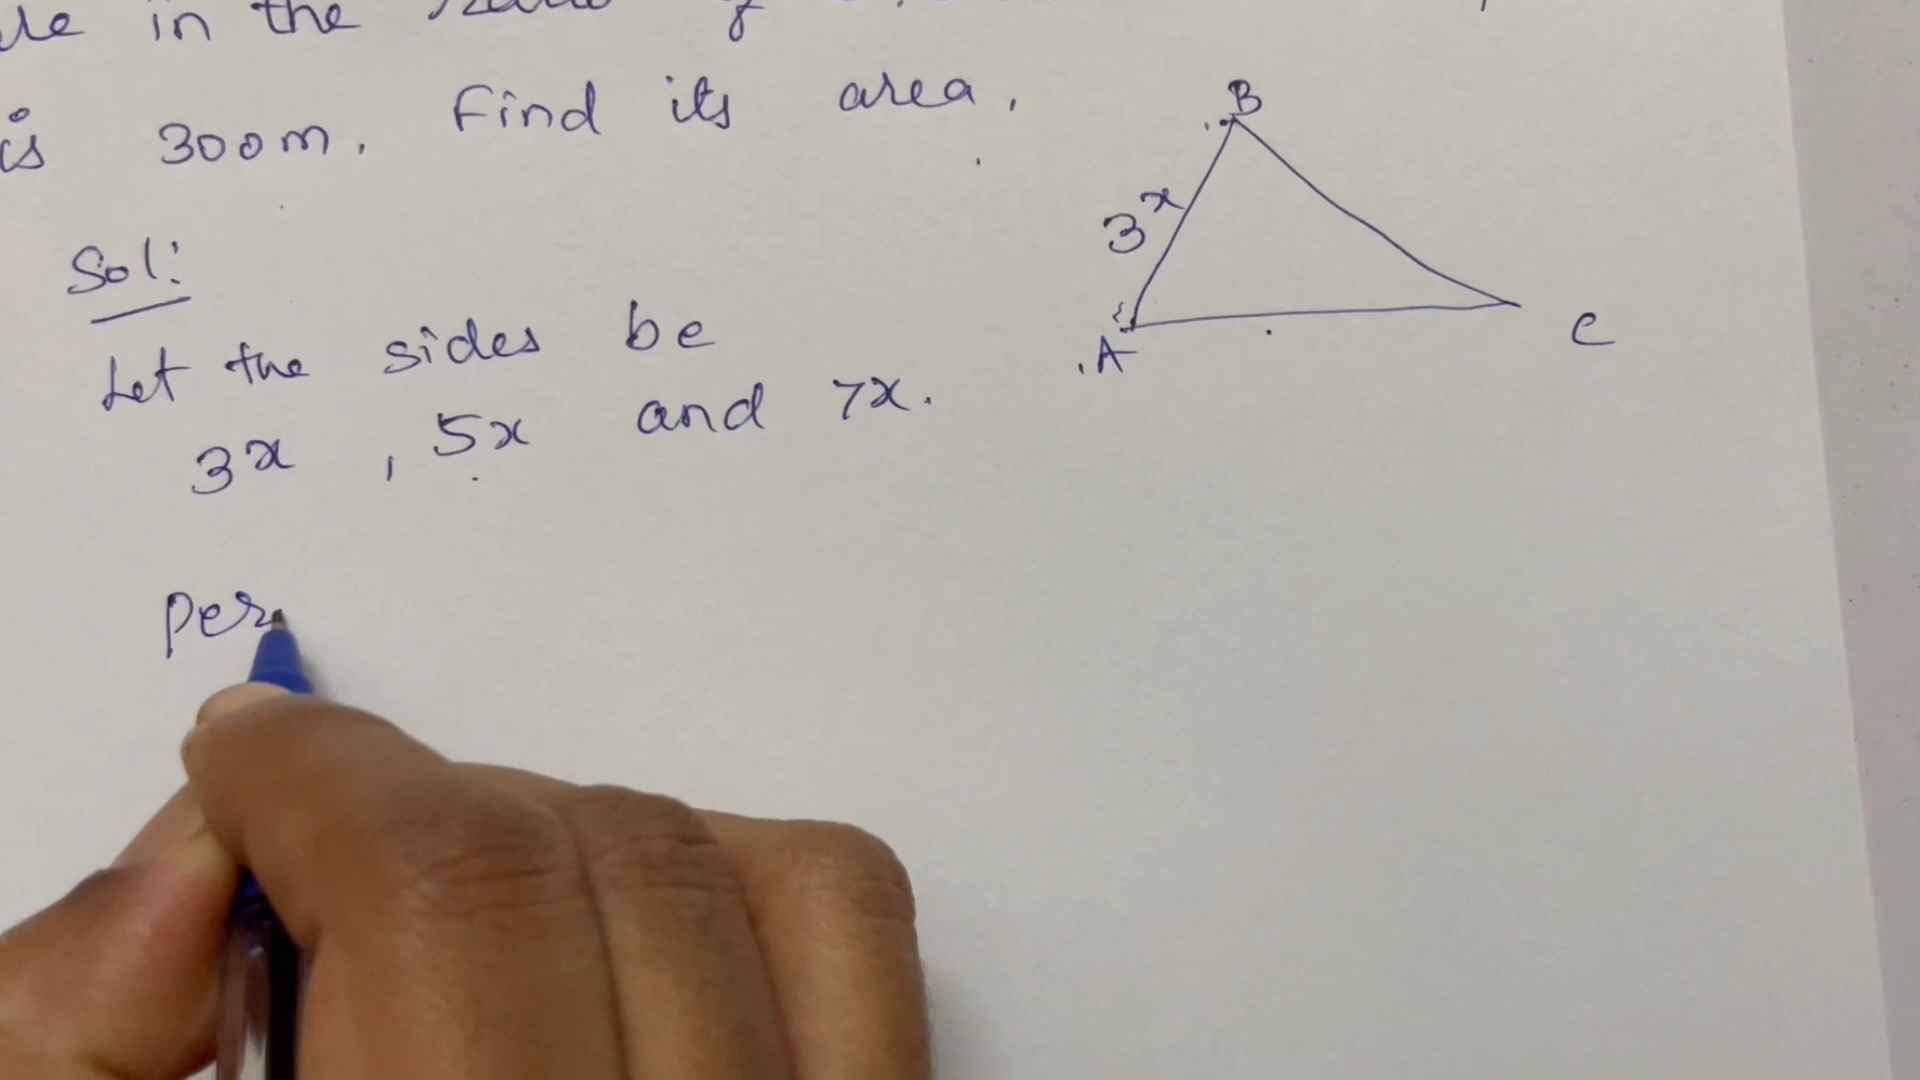 in the
is 300m. Find its area.
B
3x
A
C
Sol:
Let the sides be
3x, 5x and 7x.
Per